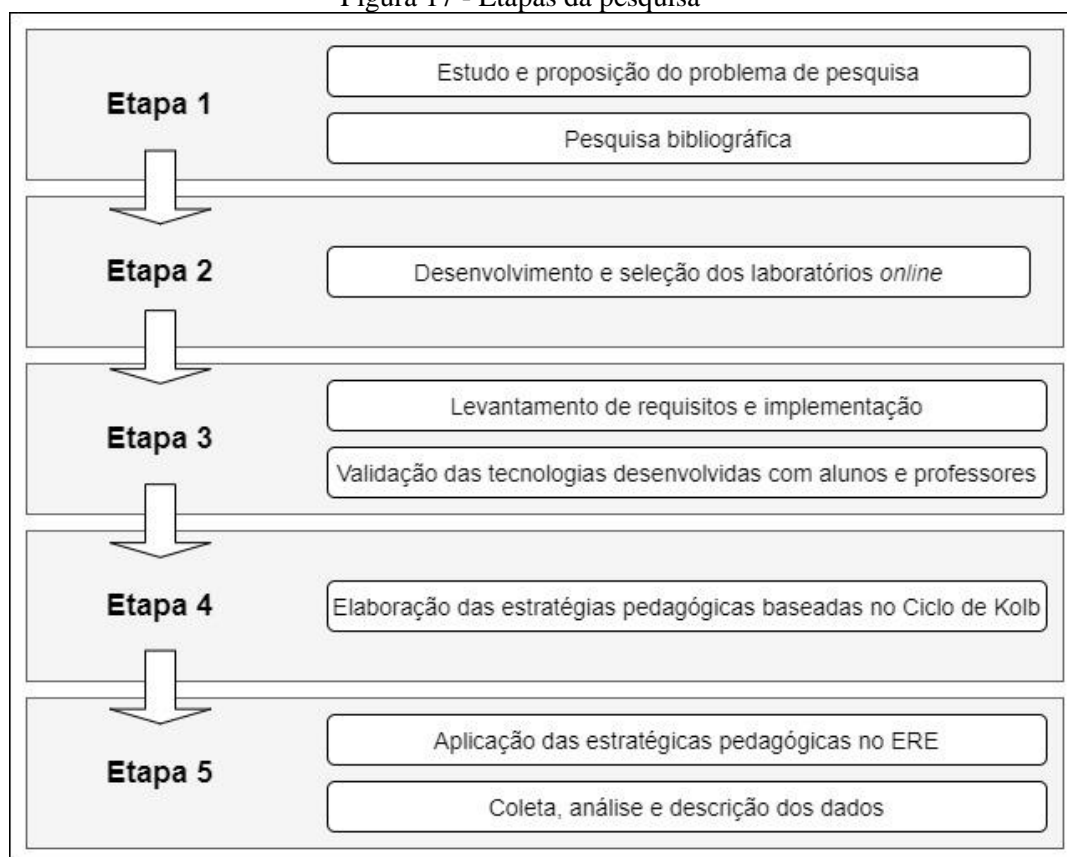 Figura 17 - Etapas da pesquisa
Etapa 1
Estudo e proposição do problema de pesquisa
Pesquisa bibliográfica
Etapa 2
Desenvolvimento e seleção dos laboratórios online
Etapa 3
Levantamento de requisitos e implementação
Validação das tecnologias desenvolvidas com alunos e professores
Etapa 4
Elaboração das estratégias pedagógicas baseadas no Ciclo de Kolb
Etapa 5
Aplicação das estratégicas pedagógicas no ERE
Coleta, análise e descrição dos dados